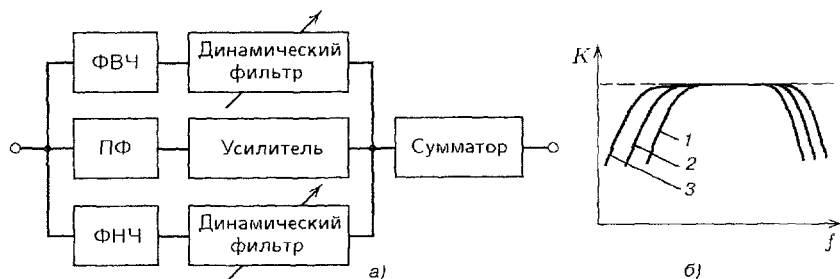 ФВЧ
Динамический
фильтр
ПФ
Усилитель
Сумматор
ФНЧ
Динамический
фильтр
а)
K
1
2
3
f
б)